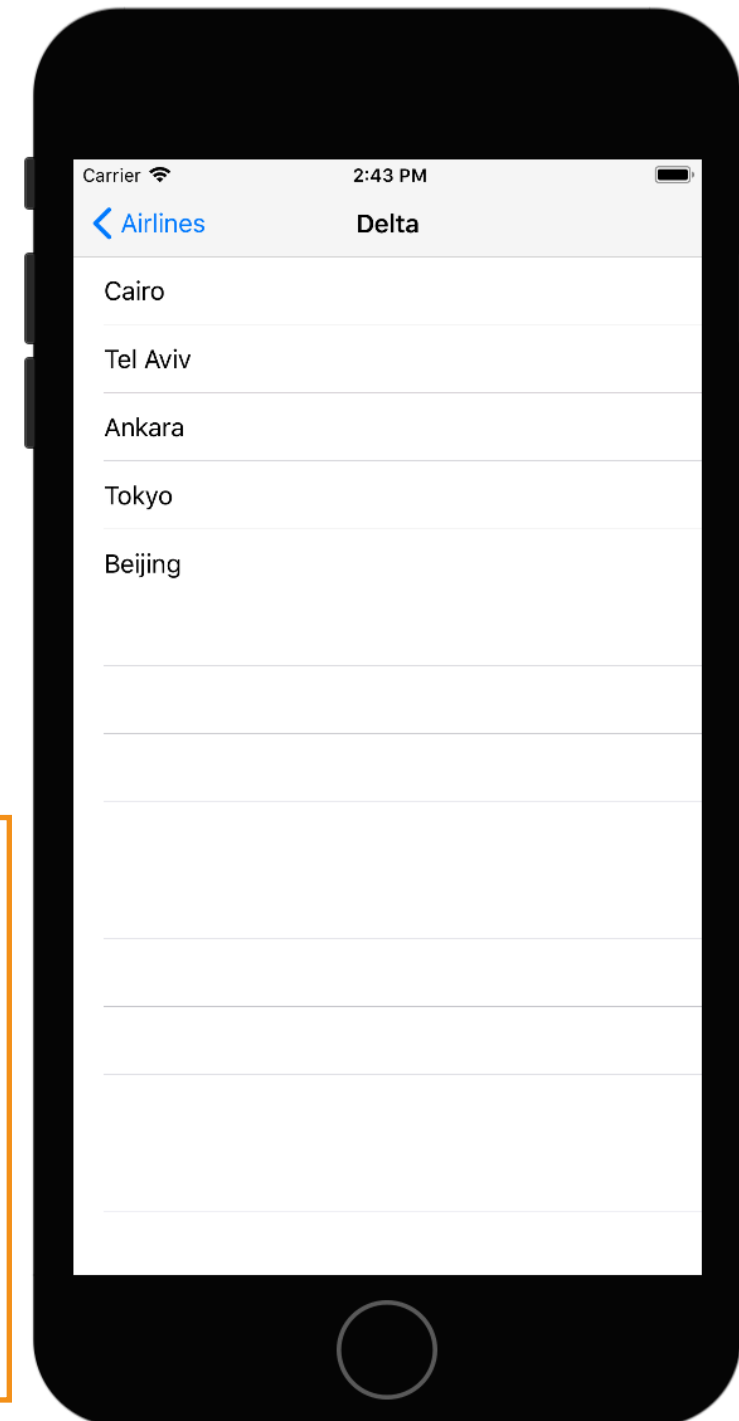 Carrier 2:43 PM
Airlines Delta
Cairo
Tel Aviv
Ankara
Tokyo
Beijing